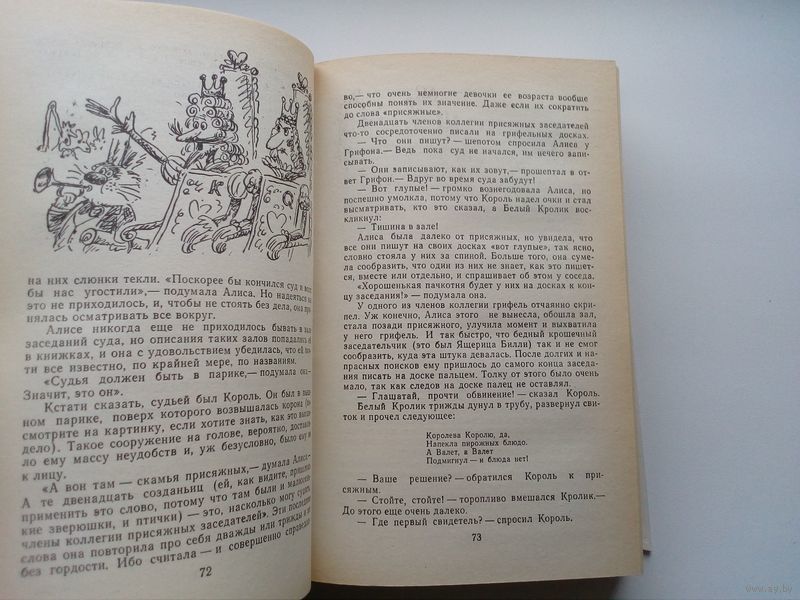 на них слюнки текли. «Поскорее бы кончился суд и
бы нас угостили»,— подумала Алиса. Но надеяться на
это не приходилось, и, чтобы не стоять без дела, она
нялась осматривать все вокруг.
Алисе никогда еще не приходилось бывать в зале
заседаний суда, но описания таких залов попадались ей
в книжках, и она с удовольствием убедилась, что ей
ти все известно, по крайней мере, по названиям.
«Судья должен быть в парике,— подумала она.—
Значит, это он».
Кстати сказать, судьей был Король. Он был в
ном парике, поверх которого возвышалась корона
смотрите на картинку, если хотите знать, как это
дело). Такое сооружение на голове, вероятно,
ло ему массу неудобств и, уж безусловно, было ему не
к лицу.
«А вон там — скамья присяжных,— думала Алиса.—
А те двенадцать созданьиц (ей, как видите, пришлось
применить это слово, потому что там были и
кие зверюшки, и птички) — это, насколько могу судить,
члены коллегии присяжных заседателей». Эти последние
слова она повторила про себя дважды или трижды
без гордости. Ибо считала — и совершенно
72
во,— что очень немногие девочки ее возраста вообще
способны понять их значение. Даже если их сократить
до слова «присяжные».
Двенадцать членов коллегии присяжных заседателей
что-то сосредоточенно писали на грифельных досках.
— Что они пишут? — шепотом спросила Алиса у
Грифона.— Ведь пока суд не начался, им нечего запи-
сывать.
— Они записывают, как их зовут,— прошептал в от-
вет Грифон.— Вдруг во время суда забудут!
— Вот глупые! — громко вознегодовала Алиса, но
поспешно умолкла, потому что Король надел очки и стал
высматривать, кто это сказал, а Белый Кролик вос-
кликнул:
— Тишина в зале!
Алиса была далеко от присяжных, но увидела, что
все они пишут на своих досках «вот глупые», так яс-
но, словно стояла у них за спиной. Больше того, она су-
мела сообразить, что один из них не знает, как это пишет-
ся, вместе или отдельно, и спрашивает об этом у соседа.
«Хорошенькая пачкотня будет у них на досках к кон-
цу заседания!» — подумала она.
У одного из членов коллегии грифель отчаянно скри-
пел. Уж конечно, Алиса этого не вынесла, обошла зал,
стала позади присяжного, улучила момент и выхватила
у него грифель. И так быстро, что бедный крошечный
заседательчик (это был Ящерица Билли) так и не смог
сообразить, куда эта штука девалась. После долгих и на-
прасных поисков ему пришлось до самого конца заседа-
ния писать на доске пальцем. Толку от этого было очень
мало, так как следов на доске палец не оставлял.
— Глашатай, прочти обвинение! — сказал Король.
Белый Кролик трижды дунул в трубу, развернул сви-
ток и прочел следующее:
Королева Королю, да,
Напекла пирожных блюдо.
А Валет, а Валет
Подмигнул — и блюда нет!
— Ваше решение? — обратился Король к при-
сяжным.
— Стойте, стойте! — торопливо вмешался Кролик.—
До этого еще очень далеко.
— Где первый свидетель? — спросил Король.
73
www.ay.by